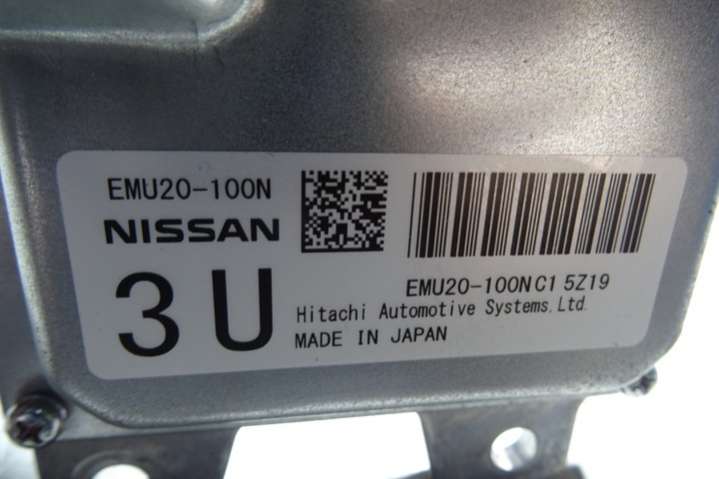 EMU20-100N
NISSAN
3U
EMU20-100NC1 5Z19
Hitachi Automotive Systems,Ltd.
MADE IN JAPAN